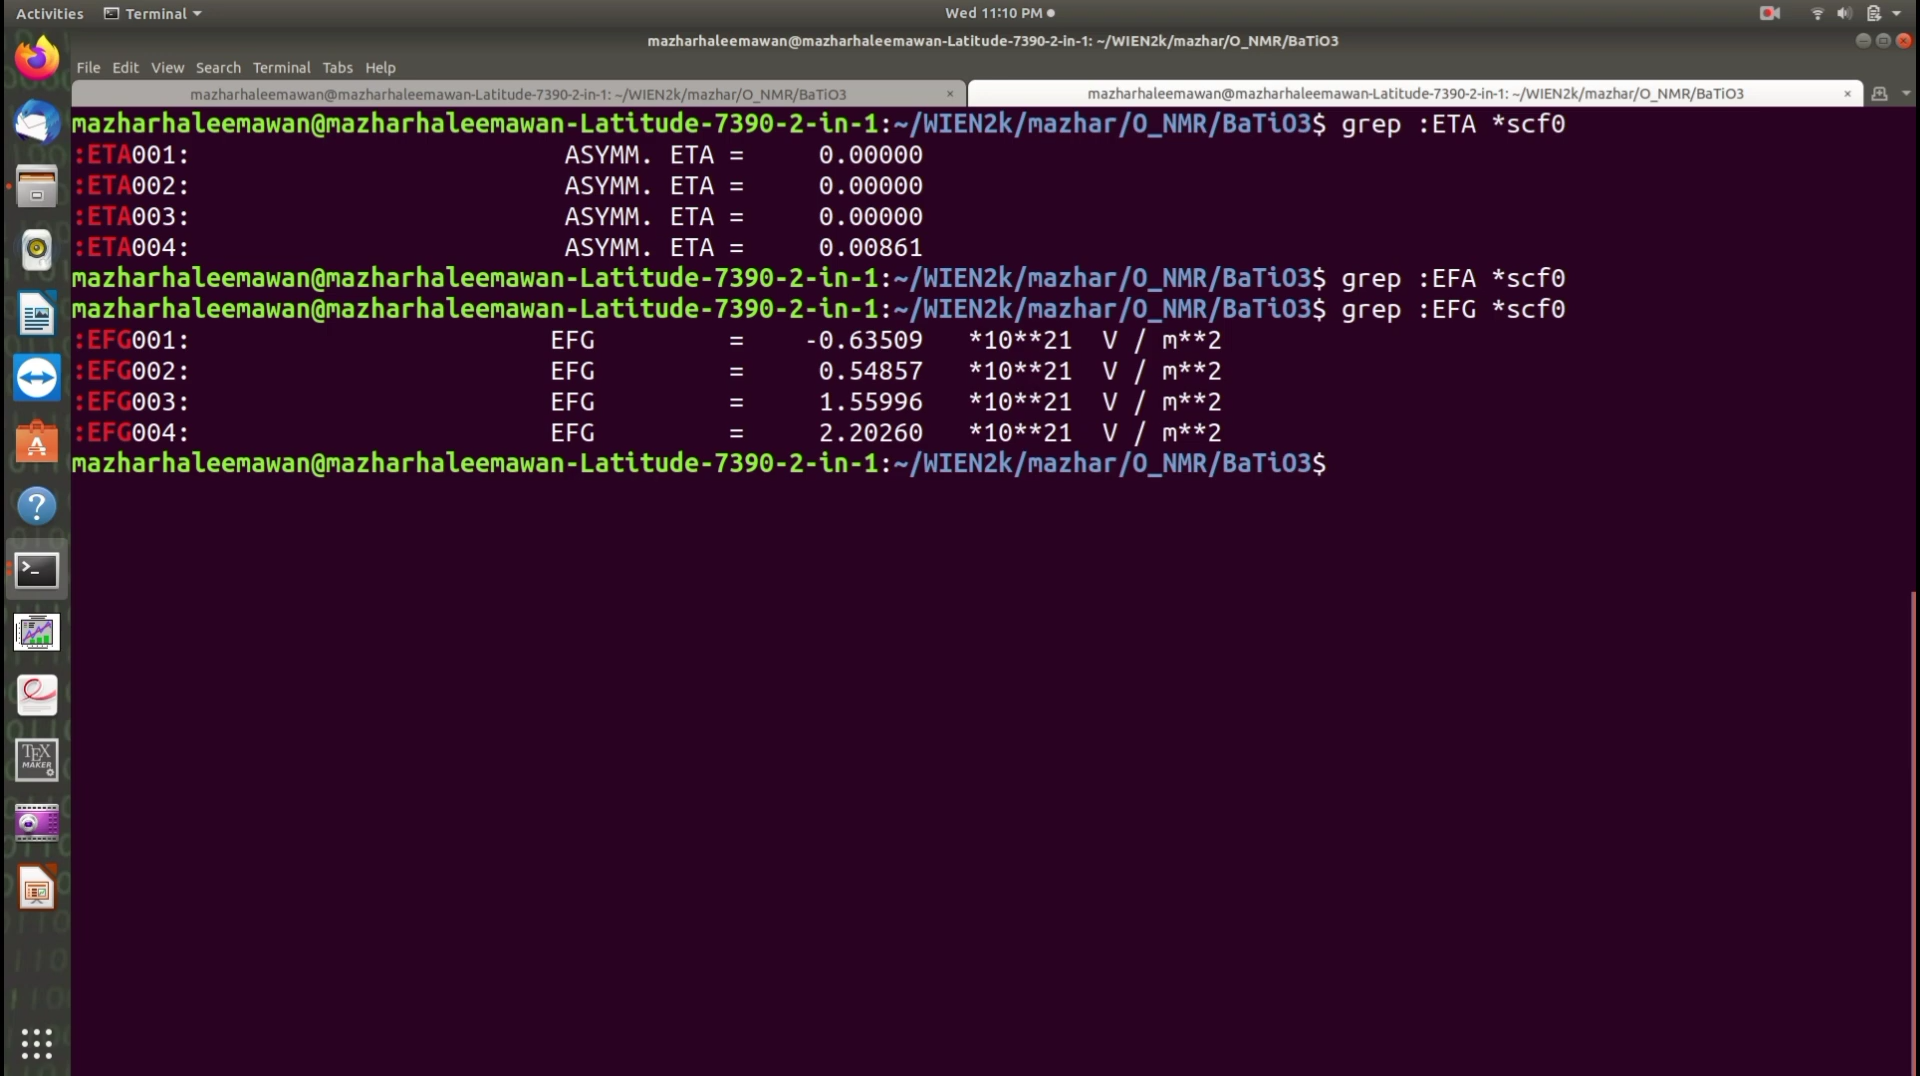 Activities Terminal Wed 11:10 PM
mazharhaleemawan@mazharhaleemawan-Latitude-7390-2-in-1: ~/WIEN2k/mazhar/O_NMR/BaTiO3
File Edit View Search Terminal Tabs Help
mazharhaleemawan@mazharhaleemawan-Latitude-7390-2-in-1: ~/WIEN2k/mazhar/O_NMR/BaTiO3 × mazharhaleemawan@mazharhaleemawan-Latitude-7390-2-in-1: ~/WIEN2k/mazhar/O_NMR/BaTiO3 ×
mazharhaleemawan@mazharhaleemawan-Latitude-7390-2-in-1:~/WIEN2k/mazhar/O_NMR/BaTiO3$ grep :ETA *scf0
:ETA001: ASYMM. ETA = 0.00000
:ETA002: ASYMM. ETA = 0.00000
:ETA003: ASYMM. ETA = 0.00000
:ETA004: ASYMM. ETA = 0.00861
mazharhaleemawan@mazharhaleemawan-Latitude-7390-2-in-1:~/WIEN2k/mazhar/O_NMR/BaTiO3$ grep :EFA *scf0
mazharhaleemawan@mazharhaleemawan-Latitude-7390-2-in-1:~/WIEN2k/mazhar/O_NMR/BaTiO3$ grep :EFG *scf0
:EFG001: EFG = -0.63509 *10**21 V / m**2
:EFG002: EFG = 0.54857 *10**21 V / m**2
:EFG003: EFG = 1.55996 *10**21 V / m**2
:EFG004: EFG = 2.20260 *10**21 V / m**2
mazharhaleemawan@mazharhaleemawan-Latitude-7390-2-in-1:~/WIEN2k/mazhar/O_NMR/BaTiO3$
TEX
MAKER